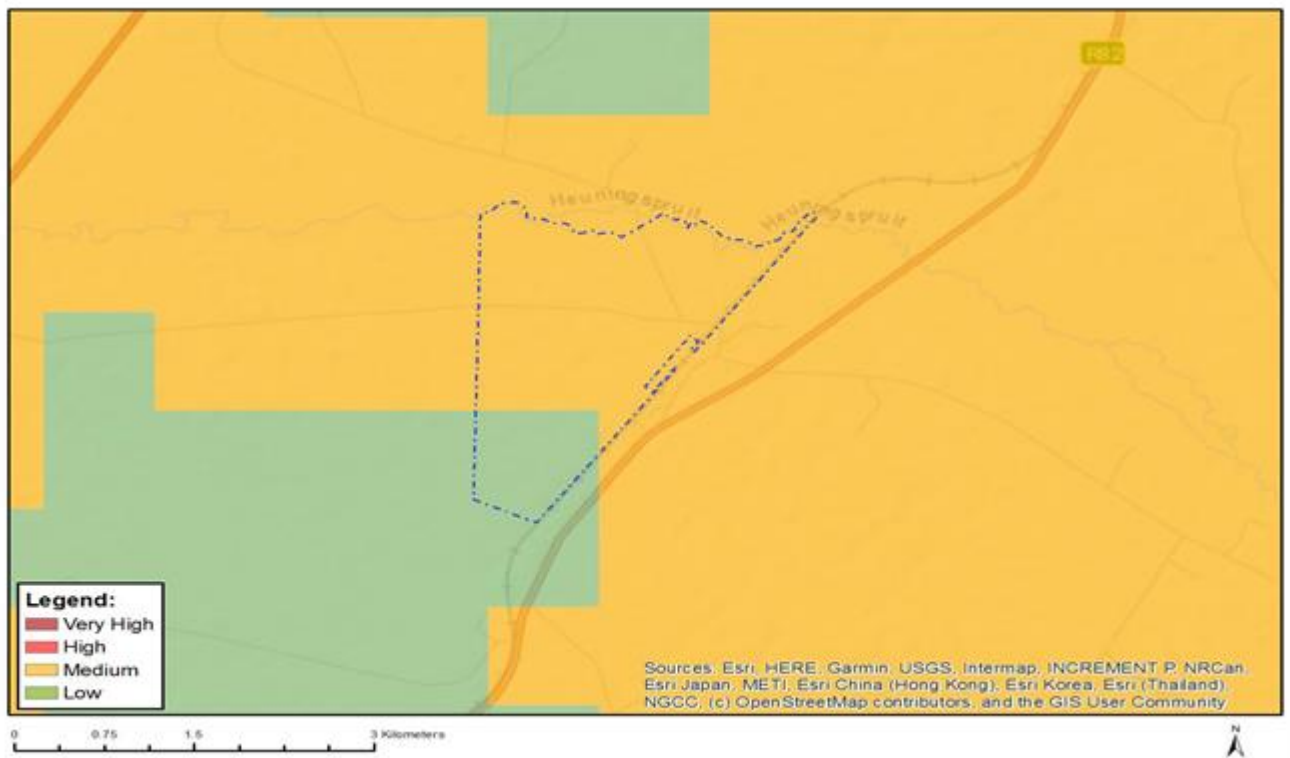 R82
Heuningspruit
Heuningspruit
Legend:
Very High
High
Medium
Low
Sources: Esri, HERE, Garmin, USGS, Intermap, INCREMENT P, NRCan,
Esri Japan, METI, Esri China (Hong Kong), Esri Korea, Esri (Thailand),
NGCC, (c) OpenStreetMap contributors, and the GIS User Community
0 0.75 1.5 3 Kilometers
N